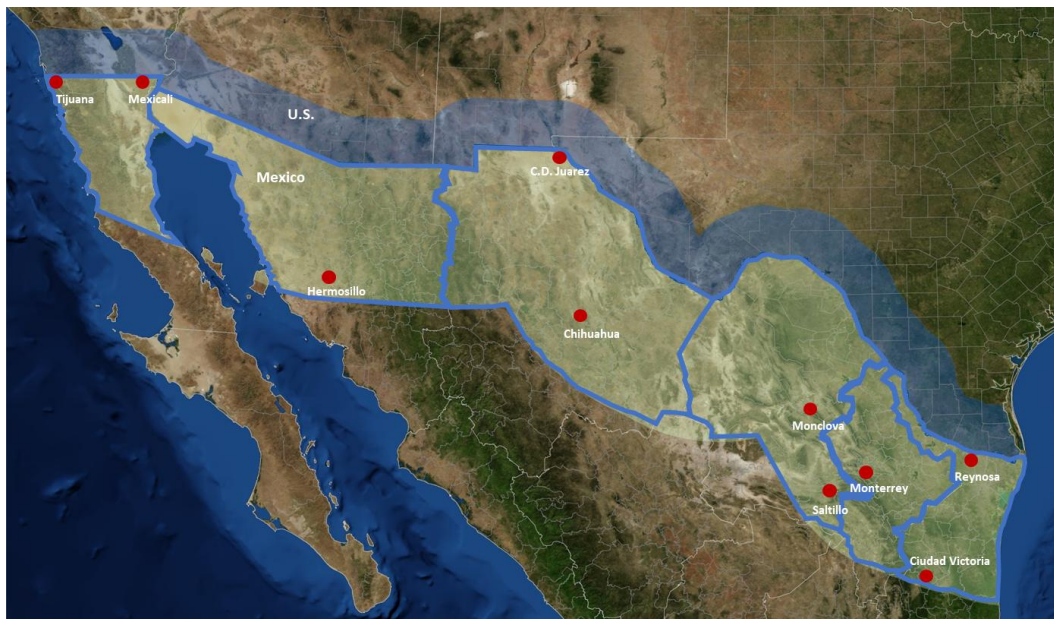 U.S.
Tijuana
Mexicali
C.D. Juarez
Mexico
Hermosillo
Chihuahua
Monclova
Reynosa
Monterrey
Saltillo
Ciudad Victoria